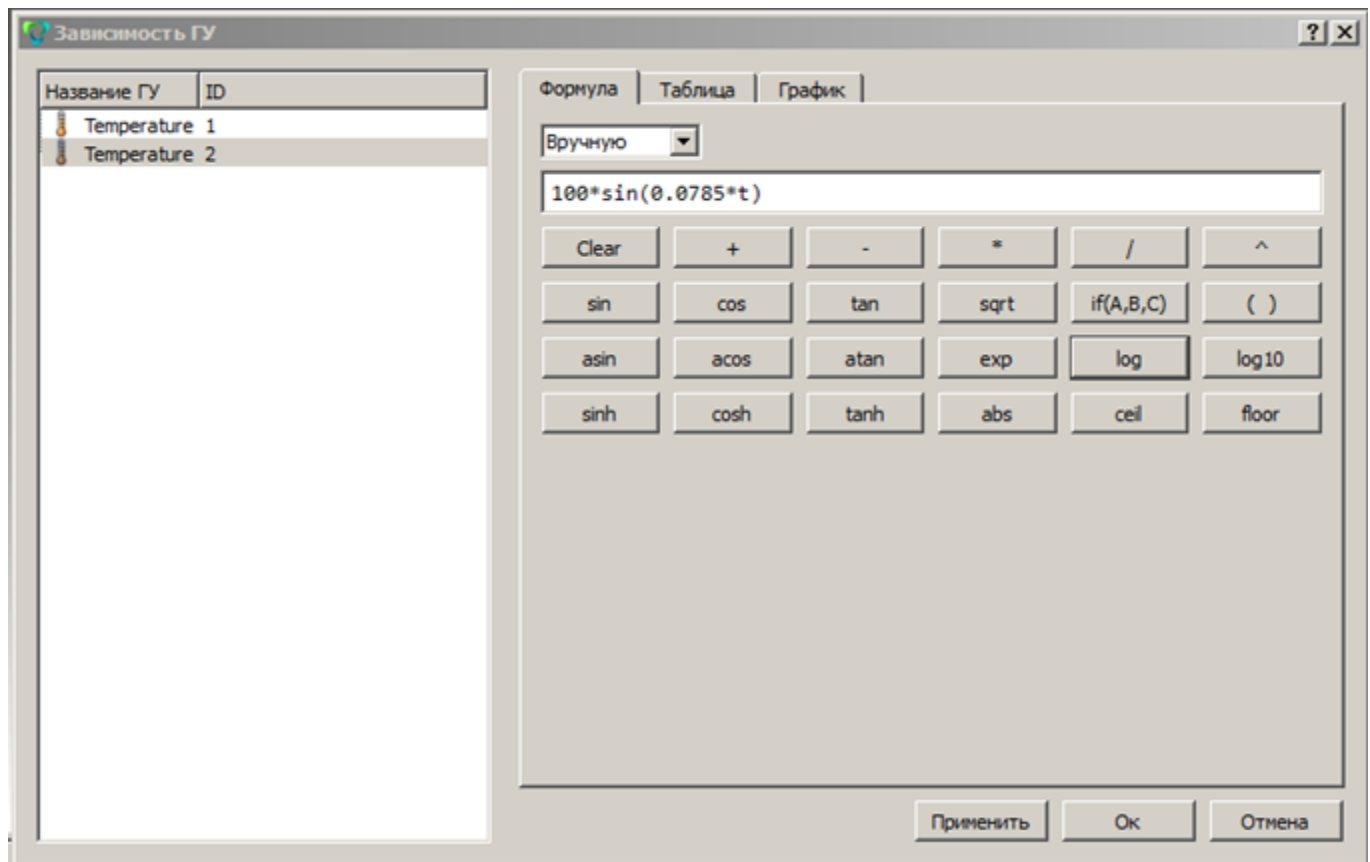 Зависимость ГУ
Название ГУ ID
Temperature 1
Temperature 2
Формула Таблица График
Вручную
100*sin(0.0785*t)
Clear + - * / ^
sin cos tan sqrt if(A,B,C) ( )
asin acos atan exp log log10
sinh cosh tanh abs ceil floor
Применить Ок Отмена